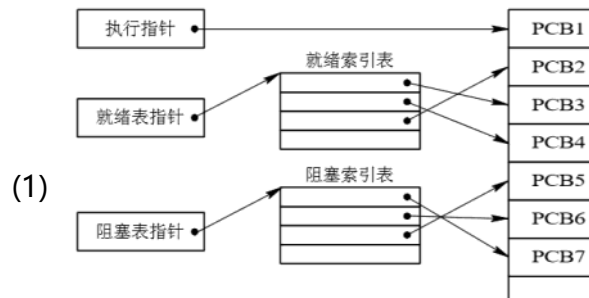 执行指针
就绪表指针
(1)
阻塞表指针
就绪索引表
阻塞索引表
PCB1
PCB2
PCB3
PCB4
PCB5
PCB6
PCB7